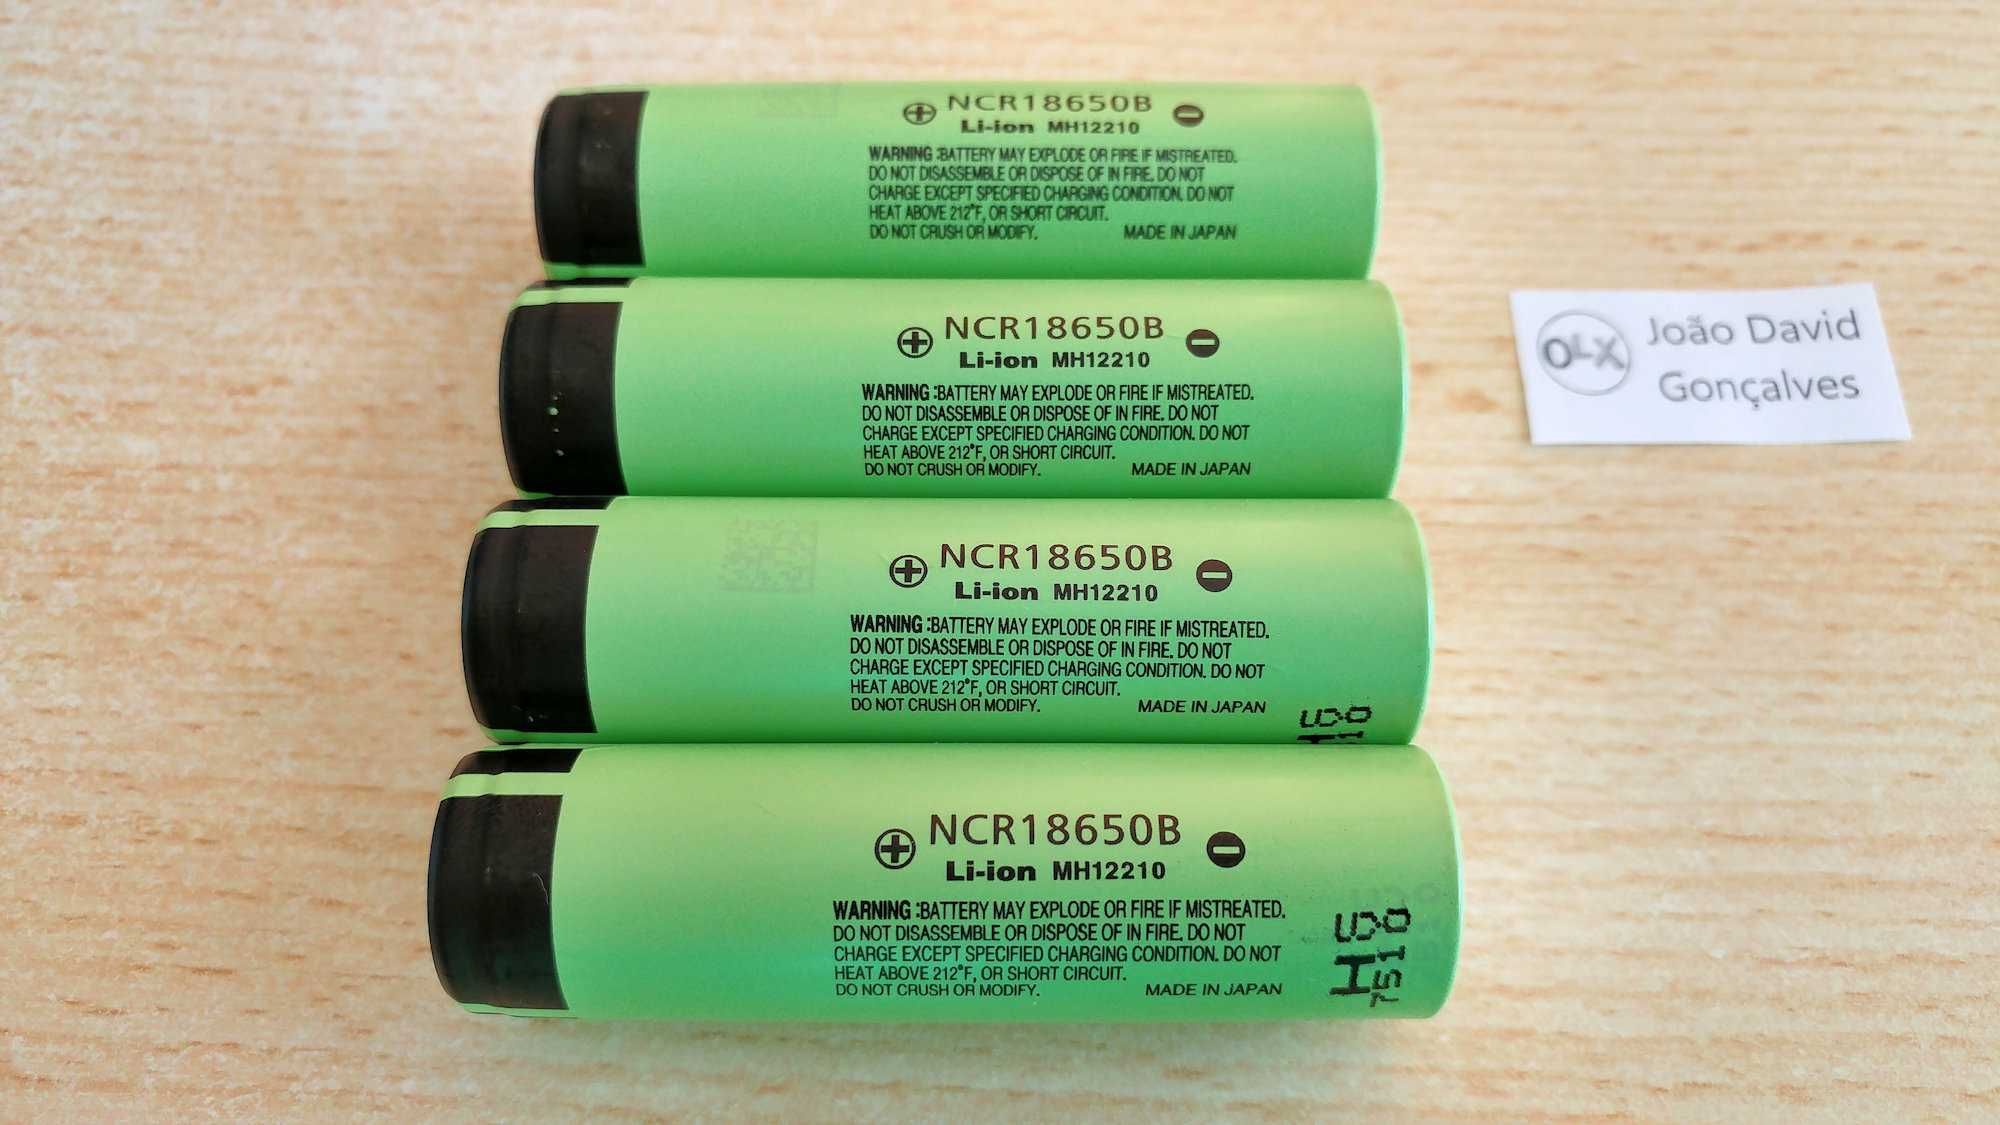 NCR18650B
Li-ion MH12210
WARNING :BATTERY MAY EXPLODE OR FIRE IF MISTREATED.
DO NOT DISASSEMBLE OR DISPOSE OF IN FIRE. DO NOT
CHARGE EXCEPT SPECIFIED CHARGING CONDITION. DO NOT
HEAT ABOVE 212°F, OR SHORT CIRCUIT.
DO NOT CRUSH OR MODIFY. MADE IN JAPAN
NCR18650B
Li-ion MH12210
WARNING :BATTERY MAY EXPLODE OR FIRE IF MISTREATED.
DO NOT DISASSEMBLE OR DISPOSE OF IN FIRE. DO NOT
CHARGE EXCEPT SPECIFIED CHARGING CONDITION. DO NOT
HEAT ABOVE 212°F, OR SHORT CIRCUIT.
DO NOT CRUSH OR MODIFY. MADE IN JAPAN
OLX João David
Gonçalves
NCR18650B
Li-ion MH12210
WARNING :BATTERY MAY EXPLODE OR FIRE IF MISTREATED.
DO NOT DISASSEMBLE OR DISPOSE OF IN FIRE. DO NOT
CHARGE EXCEPT SPECIFIED CHARGING CONDITION. DO NOT
HEAT ABOVE 212°F, OR SHORT CIRCUIT.
DO NOT CRUSH OR MODIFY. MADE IN JAPAN
NCR18650B
Li-ion MH12210
WARNING :BATTERY MAY EXPLODE OR FIRE IF MISTREATED.
DO NOT DISASSEMBLE OR DISPOSE OF IN FIRE. DO NOT
CHARGE EXCEPT SPECIFIED CHARGING CONDITION. DO NOT
HEAT ABOVE 212°F, OR SHORT CIRCUIT.
DO NOT CRUSH OR MODIFY. MADE IN JAPAN
H15